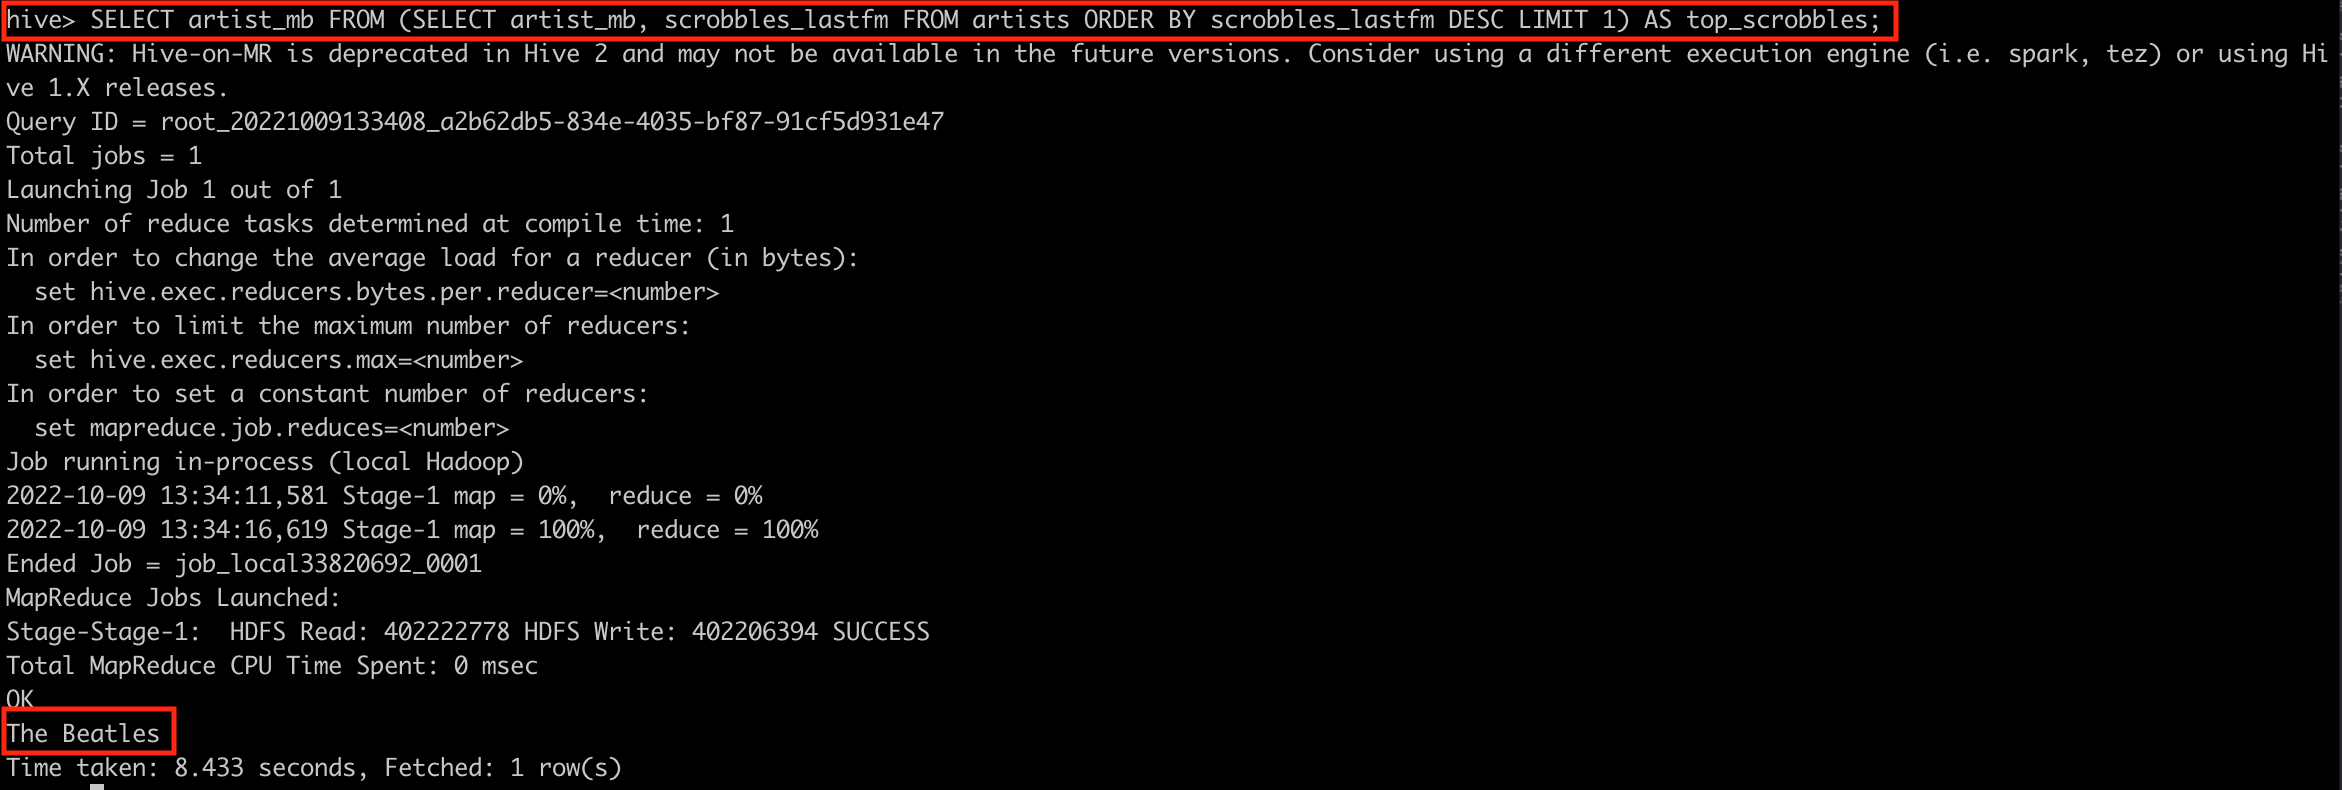 hive> SELECT artist_mb FROM (SELECT artist_mb, scrobbles_lastfm FROM artists ORDER BY scrobbles_lastfm DESC LIMIT 1) AS top_scrobbles;
WARNING: Hive-on-MR is deprecated in Hive 2 and may not be available in the future versions. Consider using a different execution engine (i.e. spark, tez) or using Hi
ve 1.X releases.
Query ID = root_20221009133408_a2b62db5-834e-4035-bf87-91cf5d931e47
Total jobs = 1
Launching Job 1 out of 1
Number of reduce tasks determined at compile time: 1
In order to change the average load for a reducer (in bytes):
  set hive.exec.reducers.bytes.per.reducer=<number>
In order to limit the maximum number of reducers:
  set hive.exec.reducers.max=<number>
In order to set a constant number of reducers:
  set mapreduce.job.reduces=<number>
Job running in-process (local Hadoop)
2022-10-09 13:34:11,581 Stage-1 map = 0%,  reduce = 0%
2022-10-09 13:34:16,619 Stage-1 map = 100%,  reduce = 100%
Ended Job = job_local33820692_0001
MapReduce Jobs Launched:
Stage-Stage-1:  HDFS Read: 402222778 HDFS Write: 402206394 SUCCESS
Total MapReduce CPU Time Spent: 0 msec
OK
The Beatles
Time taken: 8.433 seconds, Fetched: 1 row(s)